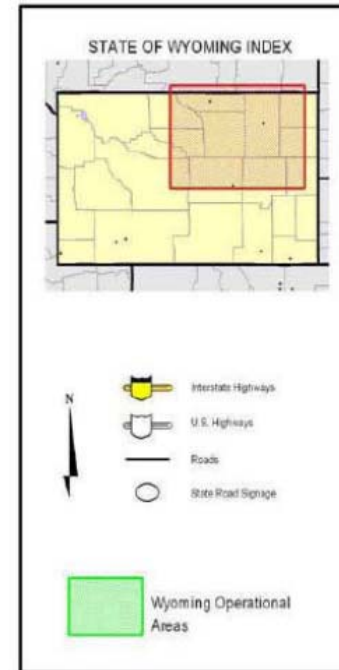 STATE OF WYOMING INDEX
N
Interstate Highways
U.S. Highways
Roads
State Road Signage
Wyoming Operational
Areas